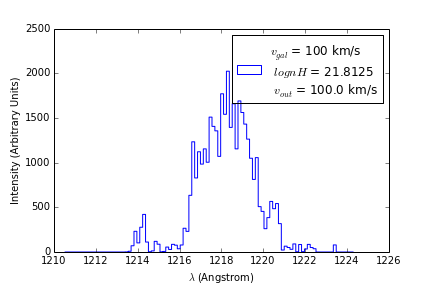 2500
2000
1500
1000
500
0
Intensity (Arbitrary Units)
v_gal = 100 km/s
lognH = 21.8125
v_out = 100.0 km/s
1210 1212 1214 1216 1218 1220 1222 1224 1226
λ (Angstrom)